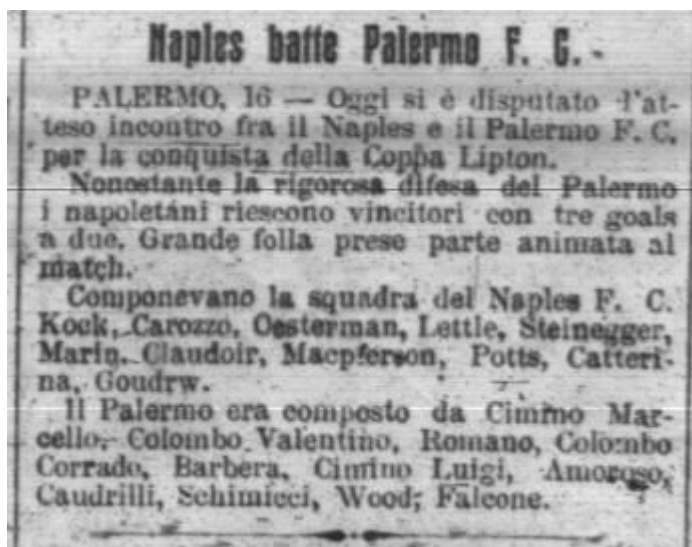 Naples batte Palermo F. C.
PALERMO, 16 — Oggi si è disputato l'at-
teso incontro fra il Naples e il Palermo F. C.
per la conquista della Coppa Lipton.
Nonostante la rigorosa difesa del Palermo
i napoletani riescono vincitori con tre goals
a due. Grande folla prese parte animata al
match.
Componevano la squadra del Naples F. C.
Kock, Carozzo, Oesterman, Lettle, Steinegger,
Marin, Claudoir, Macpferson, Potts, Catteri-
na, Goudrw.
Il Palermo era composto da Cimino Mar-
cello, Colombo Valentino, Romano, Colombo
Corrado, Barbera, Cimino Luigi, Amoroso,
Caudrilli, Schimicci, Wood, Falcone.